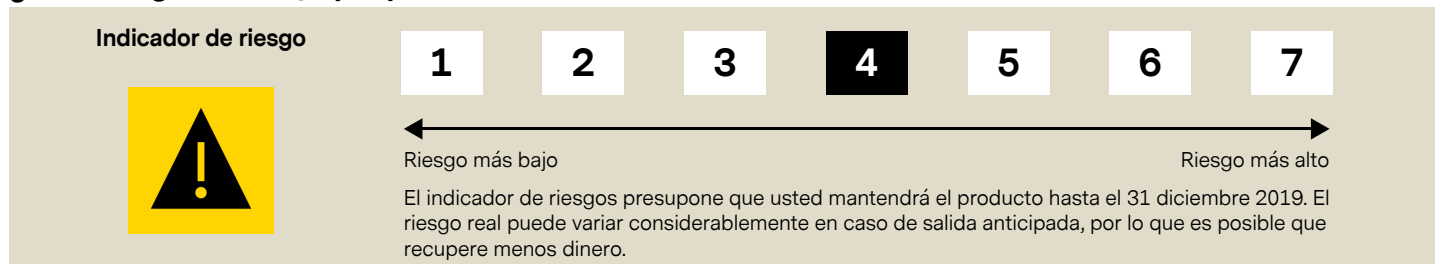 Indicador de riesgo
1 2 3 4 5 6 7
Riesgo más bajo
Riesgo más alto
El indicador de riesgos presupone que usted mantendrá el producto hasta el 31 diciembre 2019. El
riesgo real puede variar considerablemente en caso de salida anticipada, por lo que es posible que
recupere menos dinero.